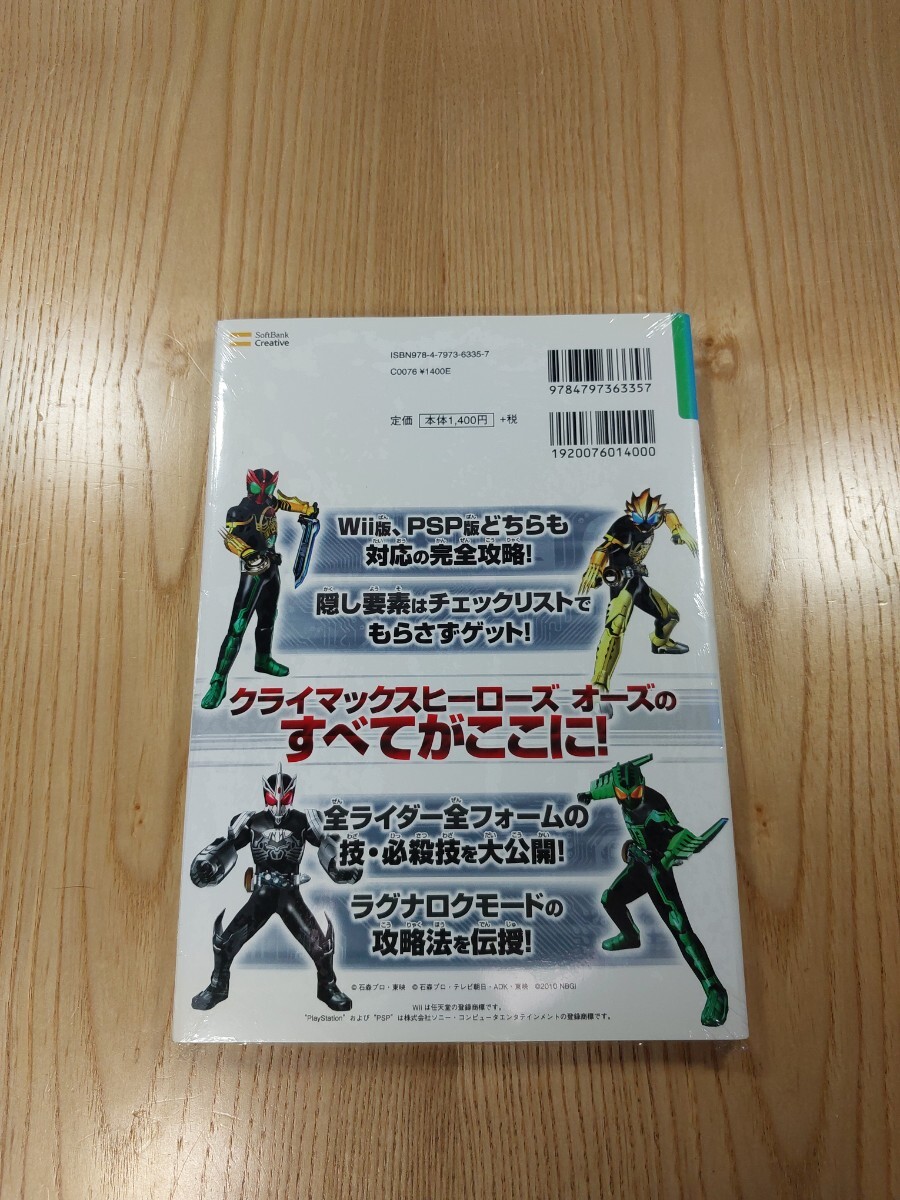 SoftBank
Creative
ISBN978-4-7973-6335-7
C0076 ¥1400E
9784797363357
定価 本体1,400円 +税
1920076014000
Wii版、PSP版どちらも
対応の完全攻略!
隠し要素はチェックリストで
もらさずゲット!
クライマックスヒーローズ オーズの
すべてがここに!
全ライダー全フォームの
技・必殺技を大公開!
ラグナロクモードの
攻略法を伝授!
©石森プロ・東映 ©石森プロ・テレビ朝日・ADK・東映 ©2010 NBGI
Wiiは任天堂の登録商標です。
"PlayStation"および"PSP"は株式会社ソニー・コンピュータエンタテインメントの登録商標です。